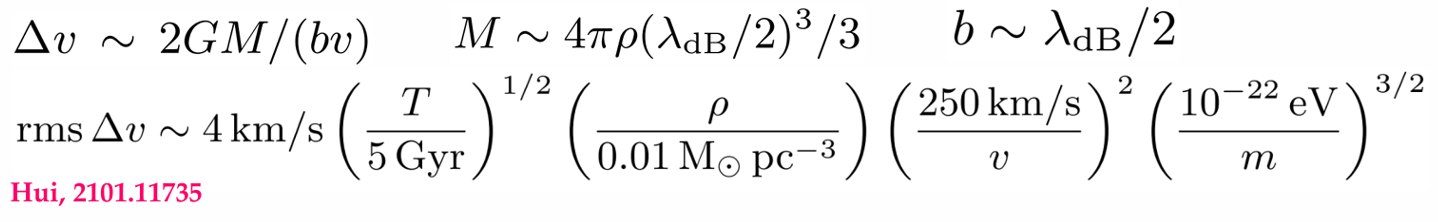 Δv ∼ 2GM/(bv) M ∼ 4πρ(λ_dB/2)^3/3 b ∼ λ_dB/2
rms Δv ∼ 4 km/s (T / 5 Gyr)^{1/2} (ρ / 0.01 M_⊙ pc^{−3}) (250 km/s / v)^2 (10^{−22} eV / m)^{3/2}
Hui, 2101.11735